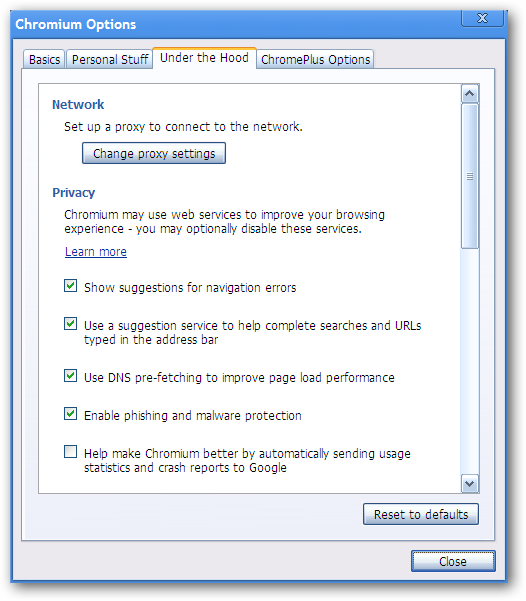 Chromium Options
Basics
Personal Stuff
Under the Hood
ChromePlus Options
Network
Set up a proxy to connect to the network.
Change proxy settings
Privacy
Chromium may use web services to improve your browsing
experience - you may optionally disable these services.
Learn more
Show suggestions for navigation errors
Use a suggestion service to help complete searches and URLs
typed in the address bar
Use DNS pre-fetching to improve page load performance
Enable phishing and malware protection
Help make Chromium better by automatically sending usage
statistics and crash reports to Google
Reset to defaults
Close